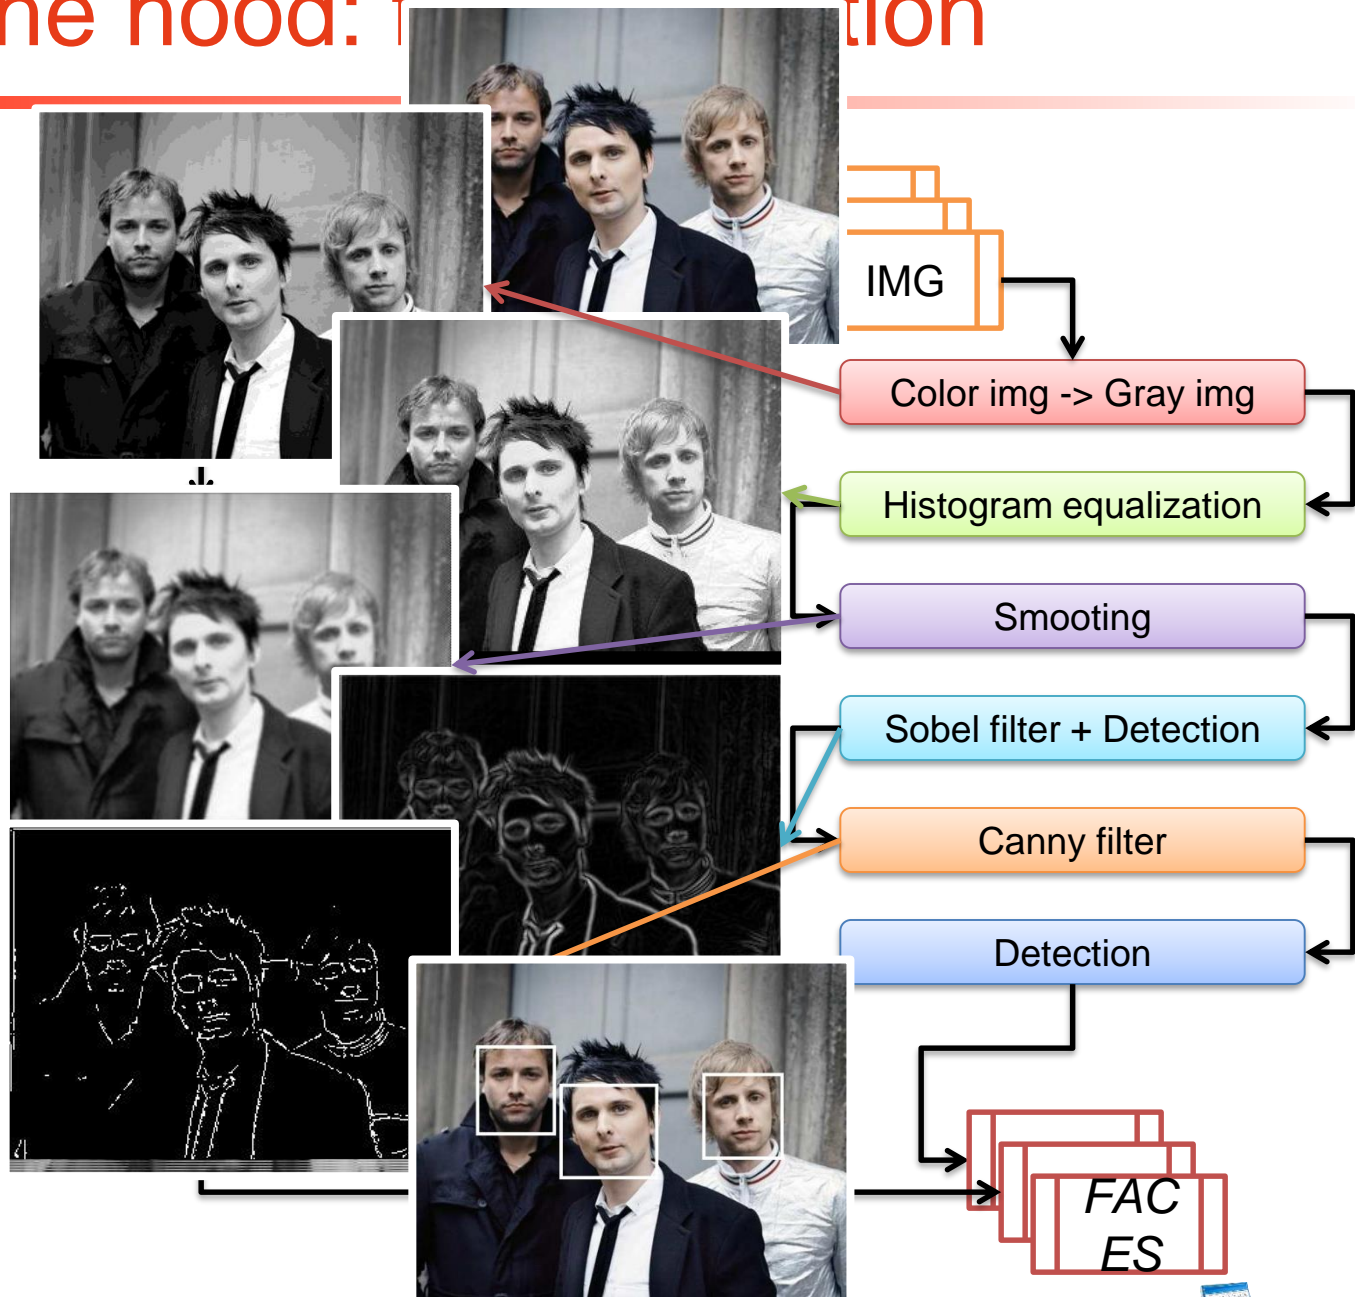 he hood: f tion
IMG
Color img -> Gray img
Histogram equalization
Smooting
Sobel filter + Detection
Canny filter
Detection
FAC
ES